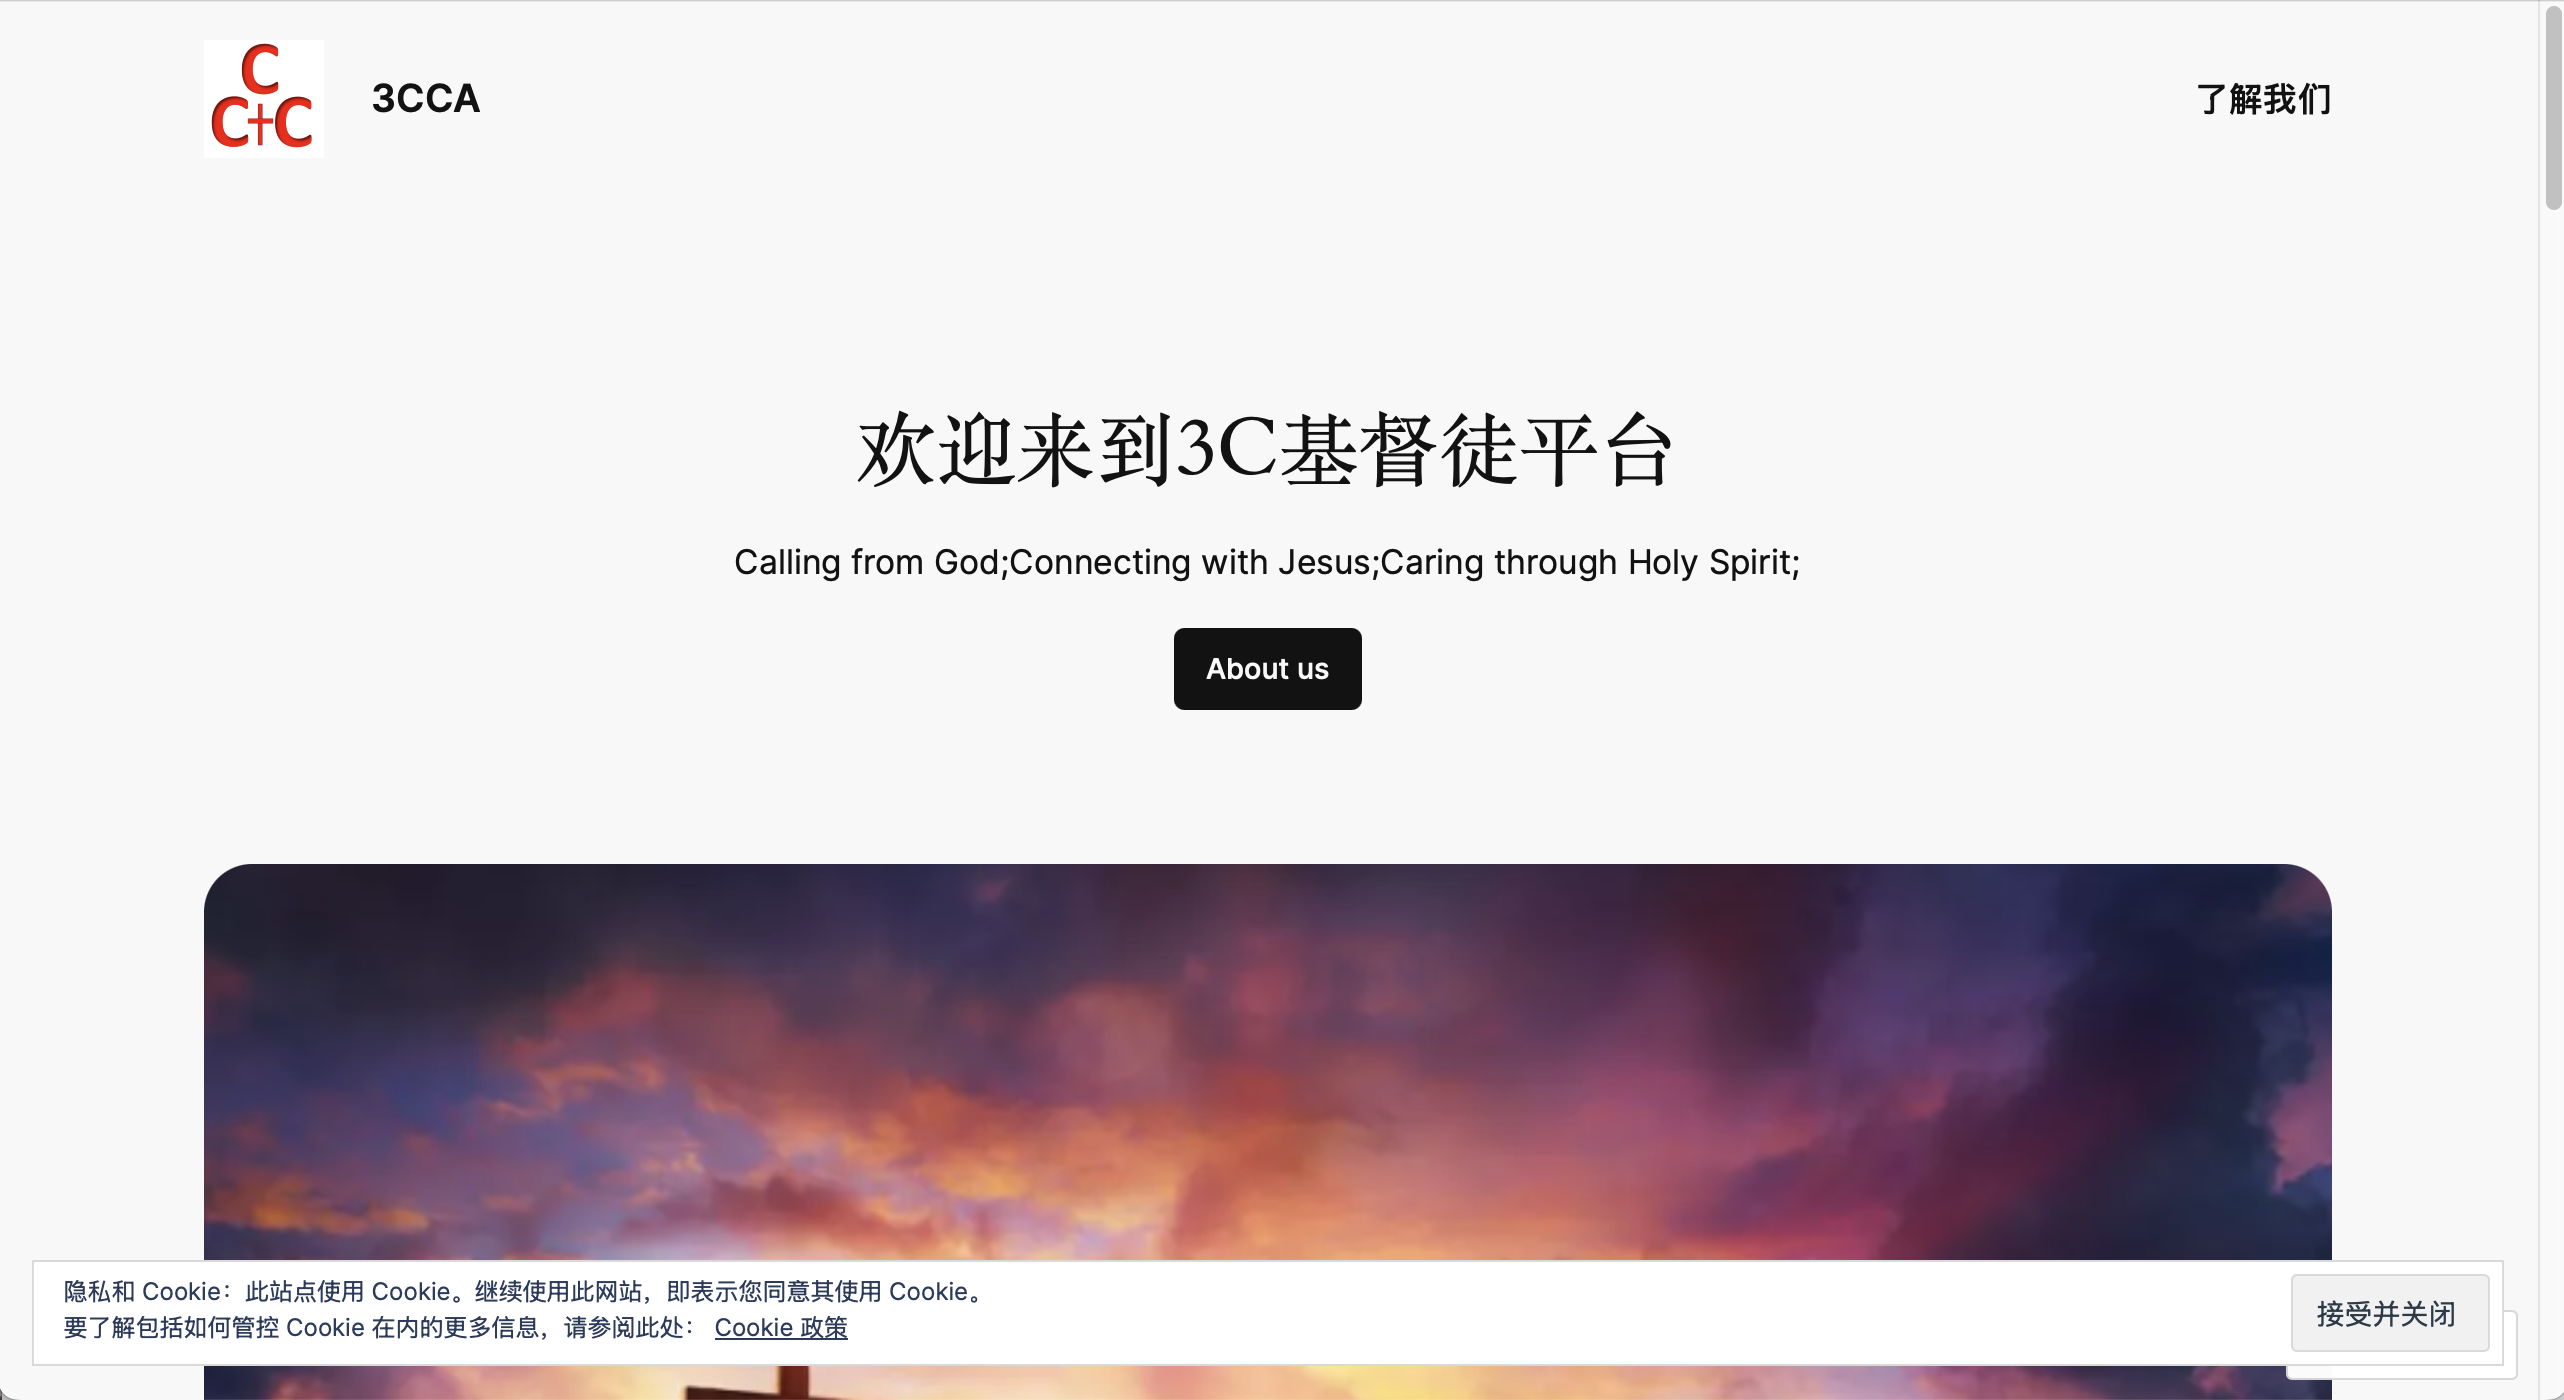 C
C†C
3CCA
了解我们
欢迎来到3C基督徒平台
Calling from God;Connecting with Jesus;Caring through Holy Spirit;
About us
隐私和 Cookie：此站点使用 Cookie。继续使用此网站，即表示您同意其使用 Cookie。
要了解包括如何管控 Cookie 在内的更多信息，请参阅此处： Cookie 政策
接受并关闭